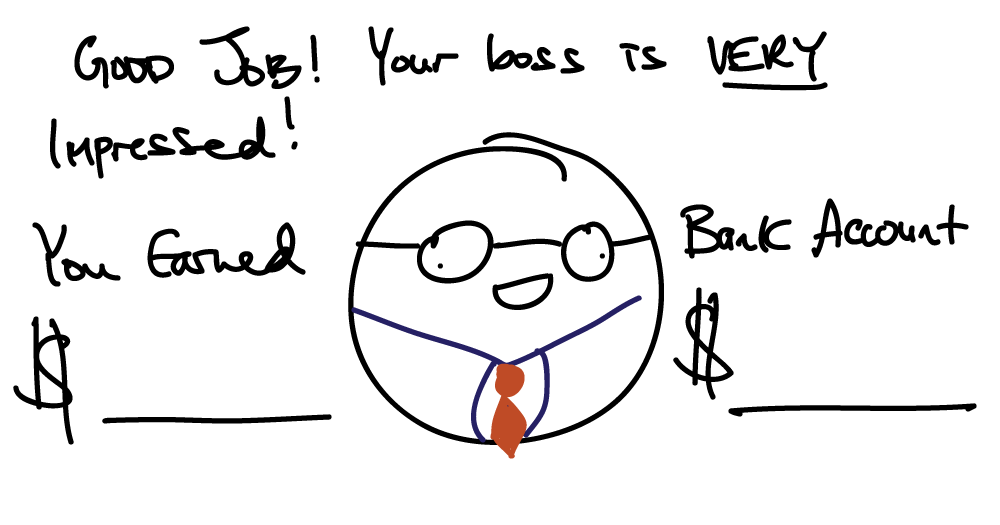 GOOD JOB! Your boss is VERY
Impressed!
You Earned
$
Bank Account
$